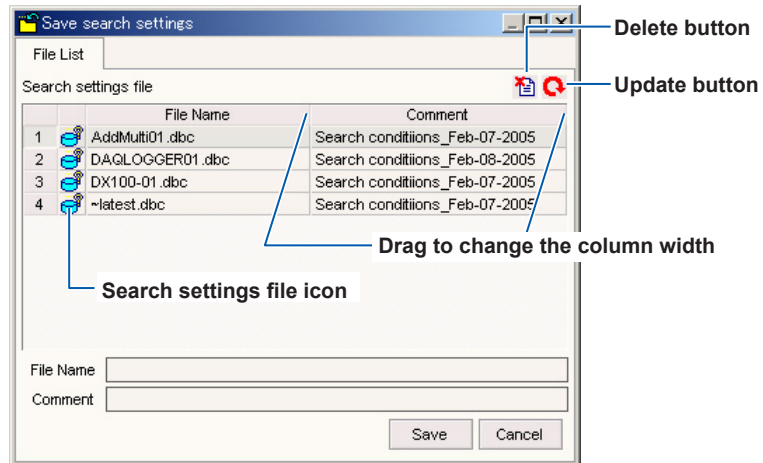 Save search settings
Delete button
File List
Search settings file
Update button
File Name Comment
1 AddMulti01.dbc Search conditiions_Feb-07-2005
2 DAQLOGGER01.dbc Search conditiions_Feb-08-2005
3 DX100-01.dbc Search conditiions_Feb-07-2005
4 ~latest.dbc Search conditiions_Feb-07-2005
Drag to change the column width
Search settings file icon
File Name
Comment
Save Cancel